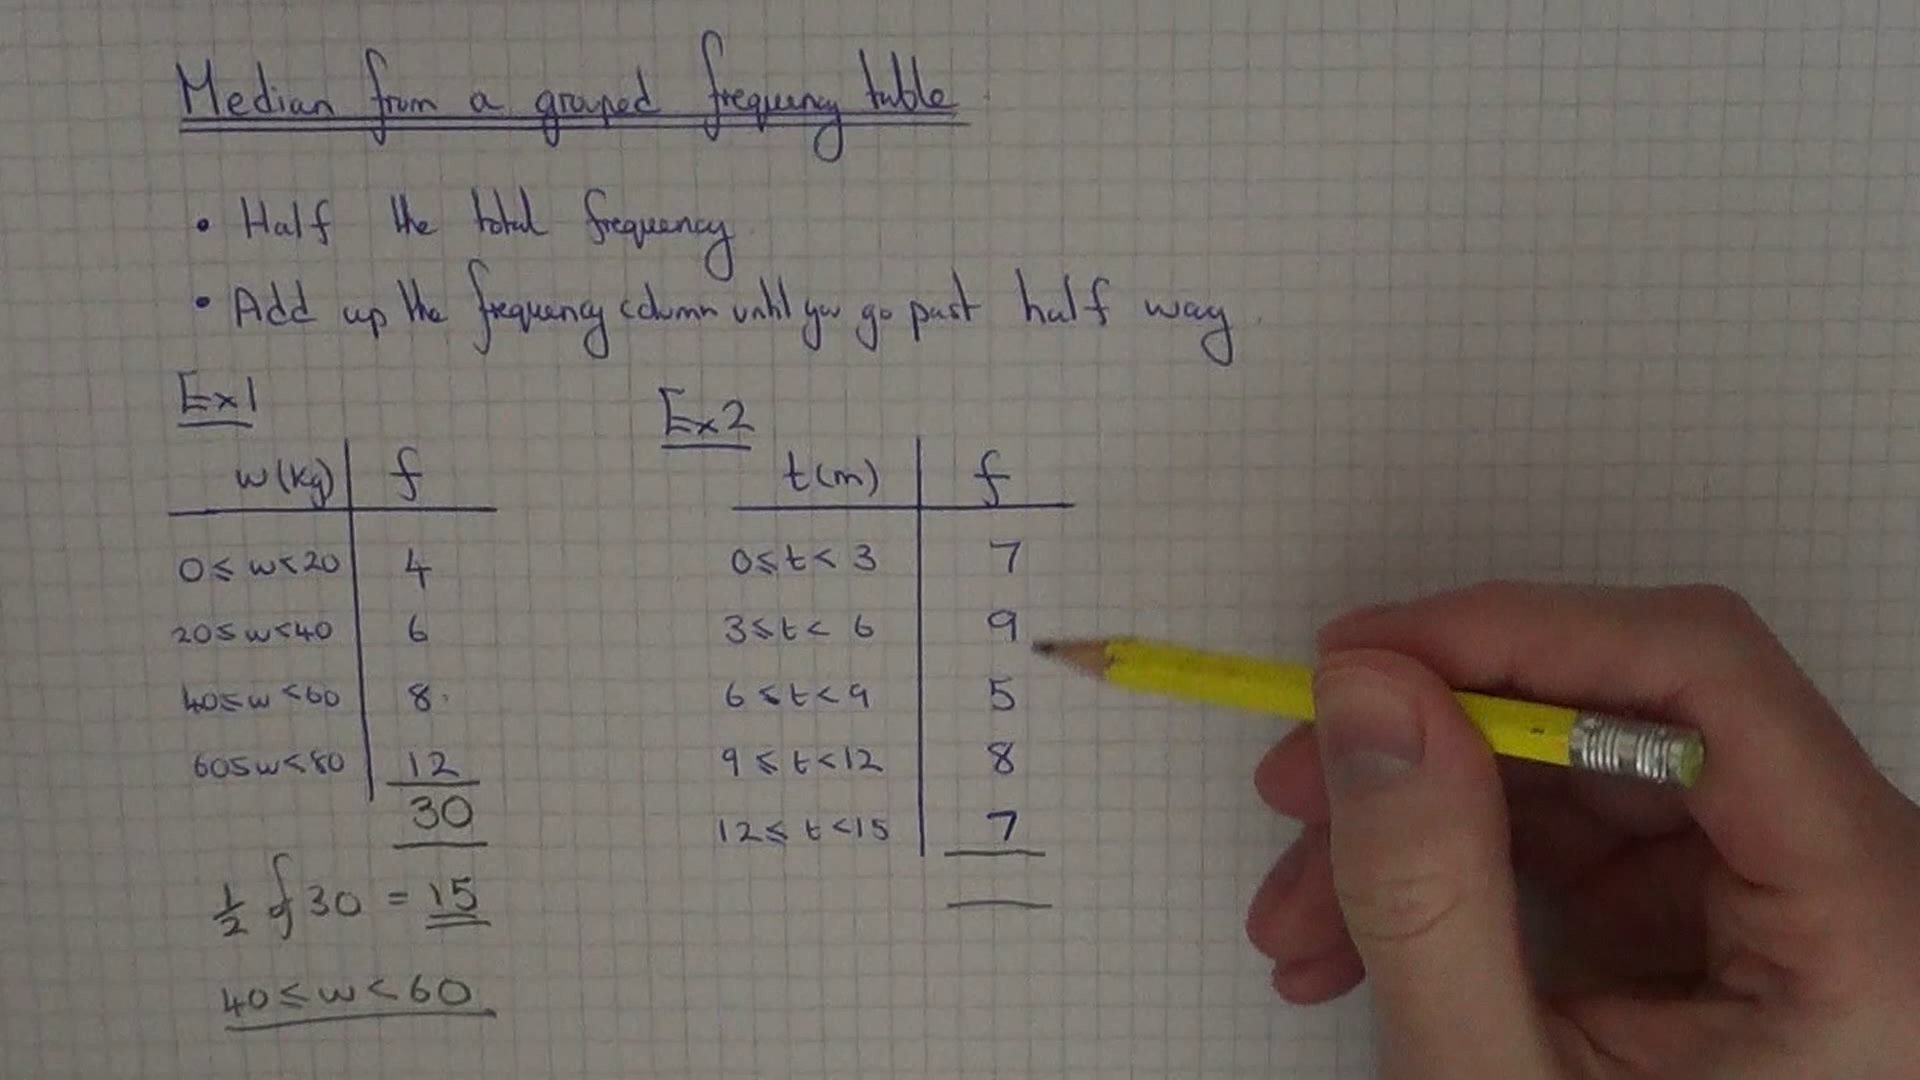 Median from a grouped frequency table
• Half the total frequency.
• Add up the frequency column until you go past half way.
Ex1
w(kg) f
0≤w<20 4
20≤w<40 6
40≤w<60 8
60≤w<80 12
30
1/2 of 30 = 15
40≤w<60
Ex2
t(m) f
0≤t<3 7
3≤t<6 9
6≤t<9 5
9≤t<12 8
12≤t<15 7